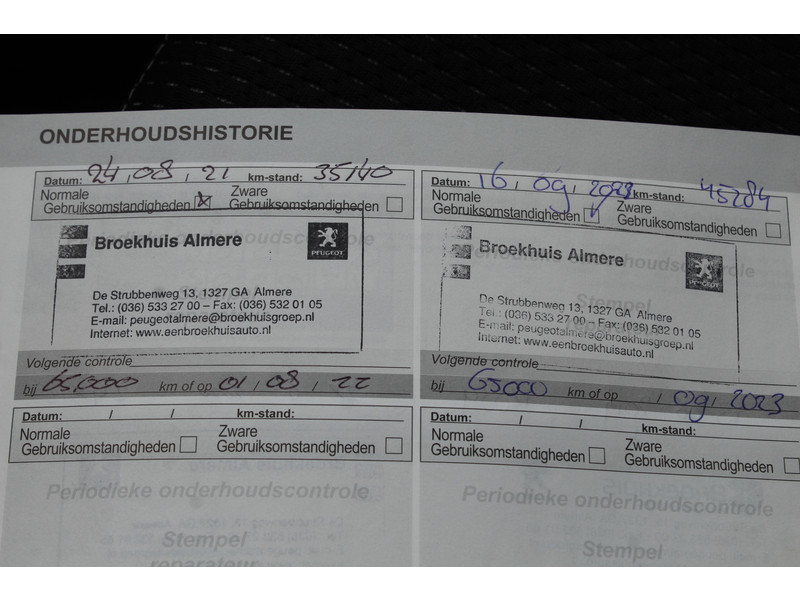 ONDERHOUDSHISTORIE
Datum: 24, 08, 21 km-stand: 35140
Normale Gebruiksomstandigheden
Zware Gebruiksomstandigheden
Broekhuis Almere
PEUGEOT
De Strubbenweg 13, 1327 GA Almere
Tel.: (036) 533 27 00 – Fax: (036) 532 01 05
E-mail: peugeotalmere@broekhuisgroep.nl
Internet: www.eenbroekhuisauto.nl
Volgende controle
bij 65,000 km of op 01/08/22
Datum: / / km-stand:
Normale Gebruiksomstandigheden
Zware Gebruiksomstandigheden
Periodieke onderhoudscontrole
Stempel
reparateur
Datum: 16, 09, km-stand: 45284
Normale Gebruiksomstandigheden
Zware Gebruiksomstandigheden
Broekhuis Almere
PEUGEOT
De Strubbenweg 13, 1327 GA Almere
Tel.: (036) 533 27 00 – Fax: (036) 532 01 05
E-mail: peugeotalmere@broekhuisgroep.nl
Internet: www.eenbroekhuisauto.nl
Stempel
Volgende controle
bij 65000 km of op / 09/ 2023
Datum: / / km-stand:
Normale Gebruiksomstandigheden
Zware Gebruiksomstandigheden
Periodieke onderhoudscontrole
Stempel